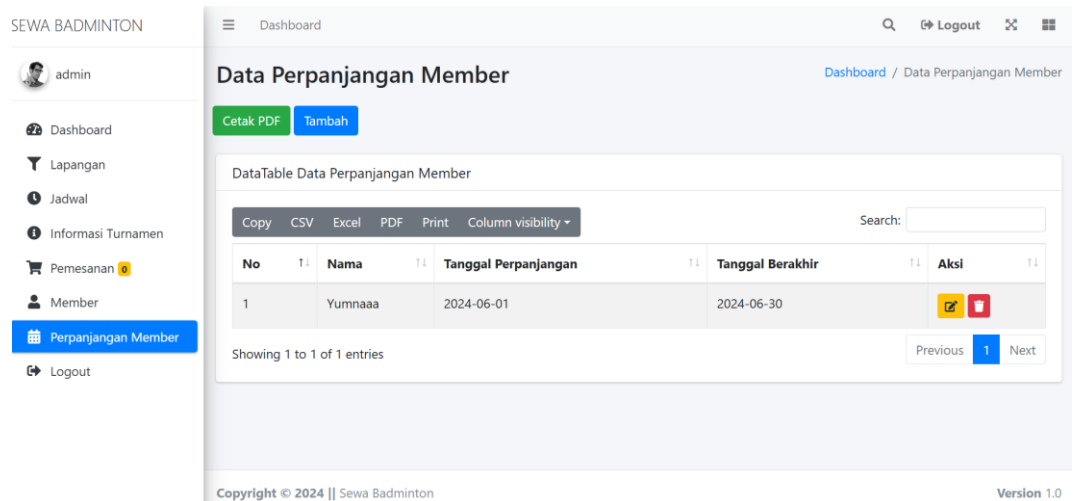 SEWA BADMINTON
Dashboard
Logout
admin
Data Perpanjangan Member
Dashboard / Data Perpanjangan Member
Cetak PDF Tambah
Dashboard
Lapangan
Jadwal
Informasi Turnamen
Pemesanan 0
Member
Perpanjangan Member
Logout
DataTable Data Perpanjangan Member
Copy CSV Excel PDF Print Column visibility
Search:
No Nama Tanggal Perpanjangan Tanggal Berakhir Aksi
1 Yumnaaa 2024-06-01 2024-06-30
Showing 1 to 1 of 1 entries
Previous 1 Next
Copyright © 2024 || Sewa Badminton
Version 1.0